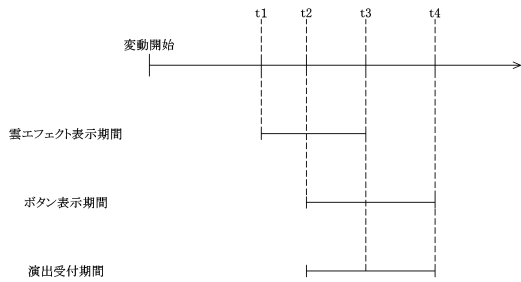 t1 t2 t3 t4
変動開始
雲エフェクト表示期間
ボタン表示期間
演出受付期間